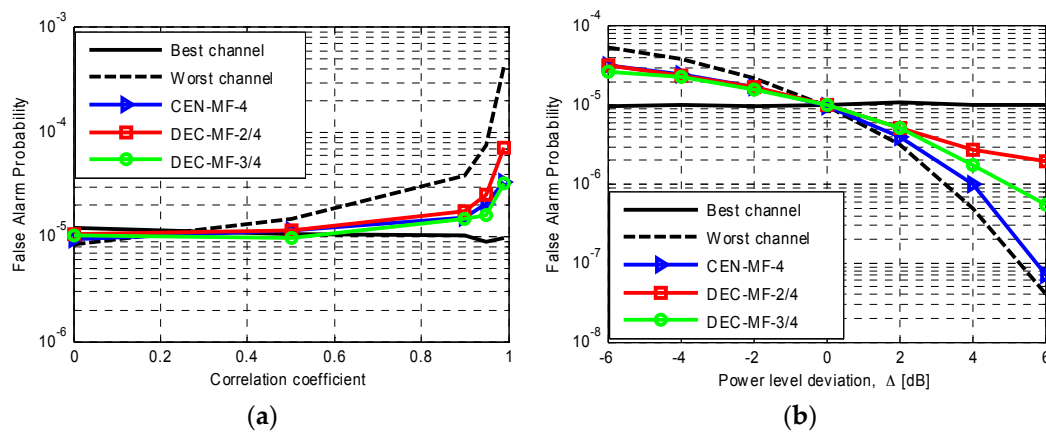 10^-3
10^-4
10^-5
10^-6
False Alarm Probability
Best channel
Worst channel
CEN-MF-4
DEC-MF-2/4
DEC-MF-3/4
0 0.2 0.4 0.6 0.8 1
Correlation coefficient
(a)
10^-4
10^-5
10^-6
10^-7
10^-8
False Alarm Probability
Best channel
Worst channel
CEN-MF-4
DEC-MF-2/4
DEC-MF-3/4
-6 -4 -2 0 2 4 6
Power level deviation, Δ [dB]
(b)